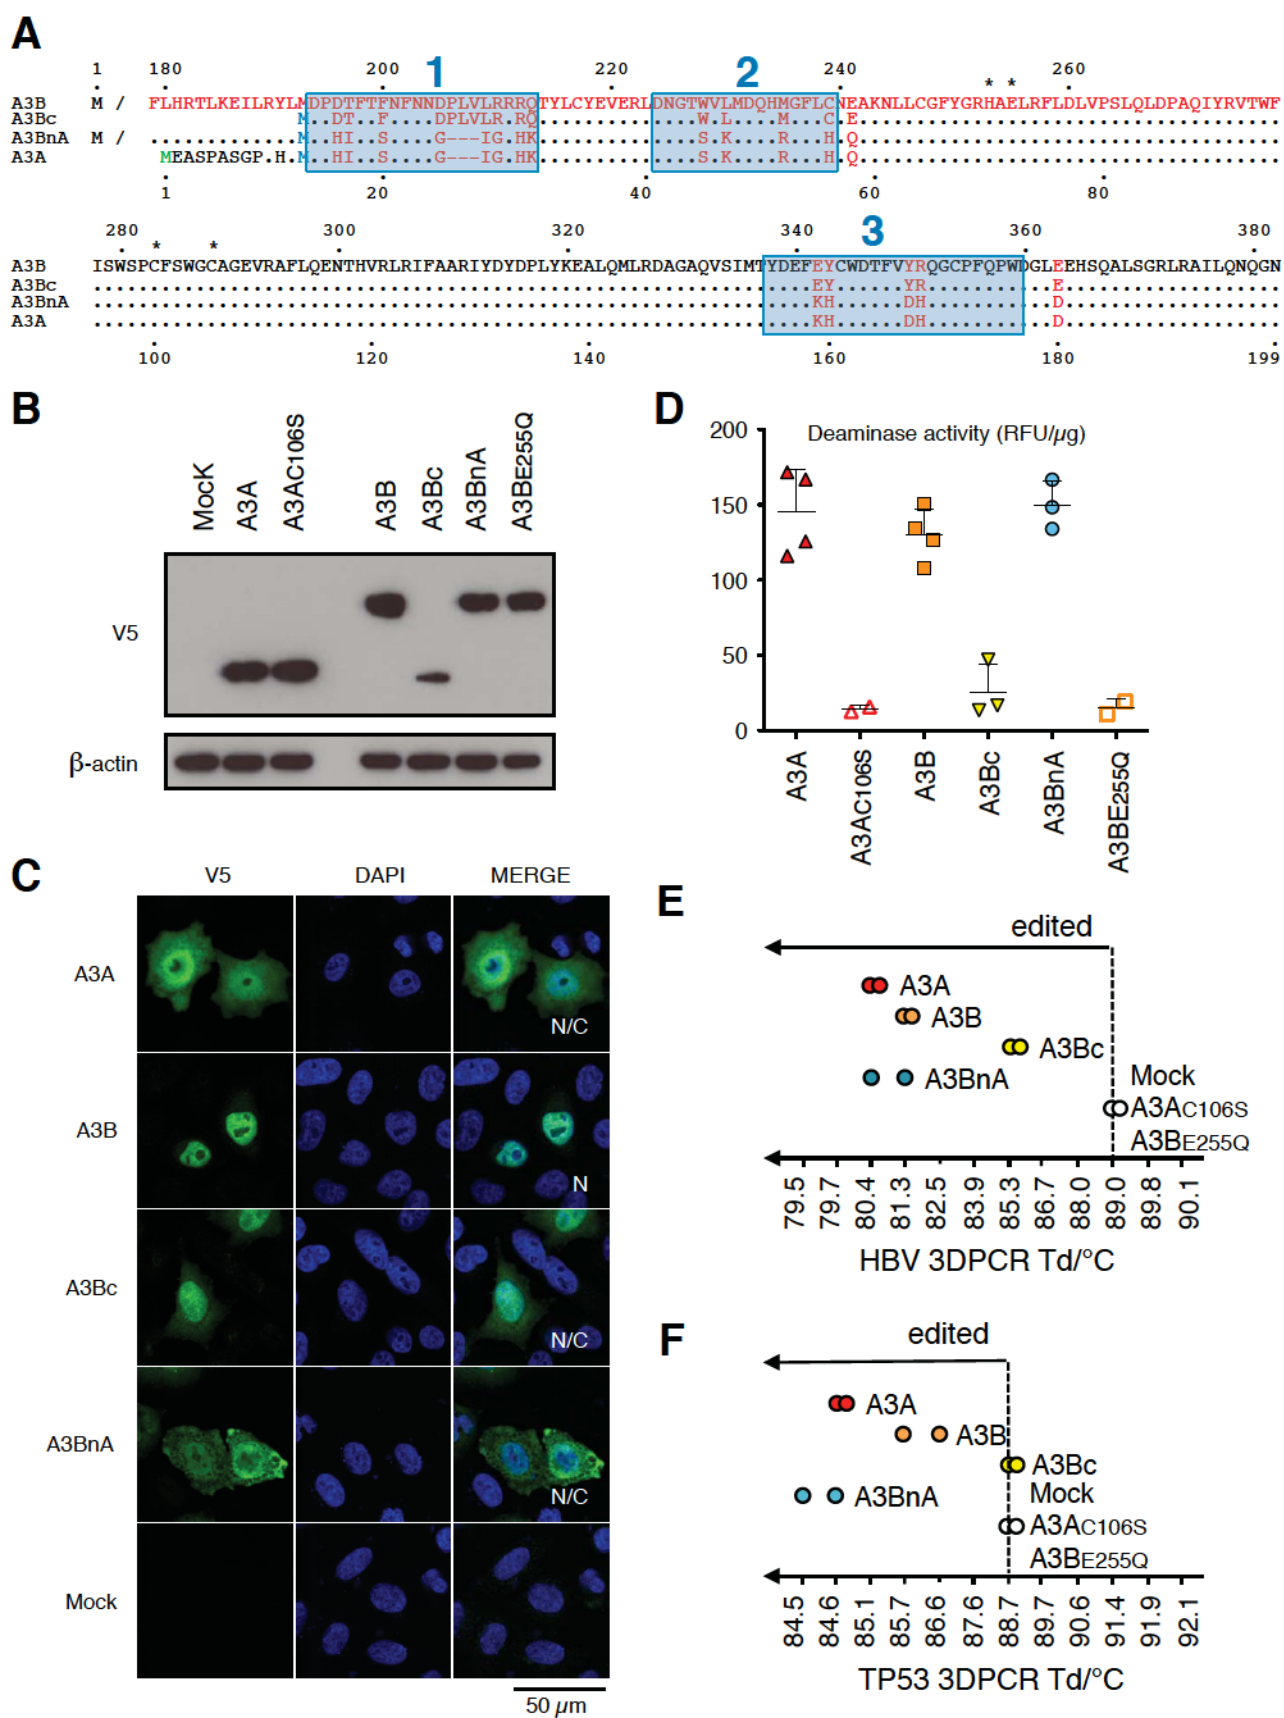 A
1 180 200 1 220 2 240 * * 260
A3B M / FLHRTLKEILRYLMDPDTFTFNFNNDPLVLRRRQTYLCYEVERLDNGTWVLMDQHMGFLCNEAKNLLCGFYGRHAELRFLDLVPSLQLDPAQIYRVTWF
A3Bc M..DT..F....DPLVLR.RQ..............W.L....M...C.E.....................................
A3BnA M / .............M..HI..S....G---IG.HK..............S.K....R...H.Q.....................................
A3A MEASPASGP.H.M..HI..S....G---IG.HK..............S.K....R...H.Q.....................................
1 20 40 60 80
280 * * 300 320 340 3 360 380
A3B ISWSPCFSWGCAGEVRAFLQENTHVRLRIFAARIYDYDPLYKEALQMLRDAGAQVSIMTYDEFEYCWDTFVYRQGCPFQPWDGLEEHSQALSGRLRAILQNQGN
A3Bc ...............................................................EY......YR...........E...................
A3BnA ...............................................................KH......DH...........D...................
A3A ...............................................................KH......DH...........D...................
100 120 140 160 180 199
B
MocK
A3A
A3AC106S
A3B
A3Bc
A3BnA
A3BE255Q
V5
β-actin
C
V5 DAPI MERGE
A3A
N/C
A3B
N
A3Bc
N/C
A3BnA
N/C
Mock
50 µm
D
Deaminase activity (RFU/µg)
200
150
100
50
0
A3A
A3AC106S
A3B
A3Bc
A3BnA
A3BE255Q
E
edited
A3A
A3B
A3Bc
A3BnA
Mock
A3AC106S
A3BE255Q
79.5 79.7 80.4 81.3 82.5 83.9 85.3 86.7 88.0 89.0 89.8 90.1
HBV 3DPCR Td/°C
F
edited
A3A
A3B
A3Bc
A3BnA
Mock
A3AC106S
A3BE255Q
84.5 84.6 85.1 85.7 86.6 87.6 88.7 89.7 90.6 91.4 91.9 92.1
TP53 3DPCR Td/°C